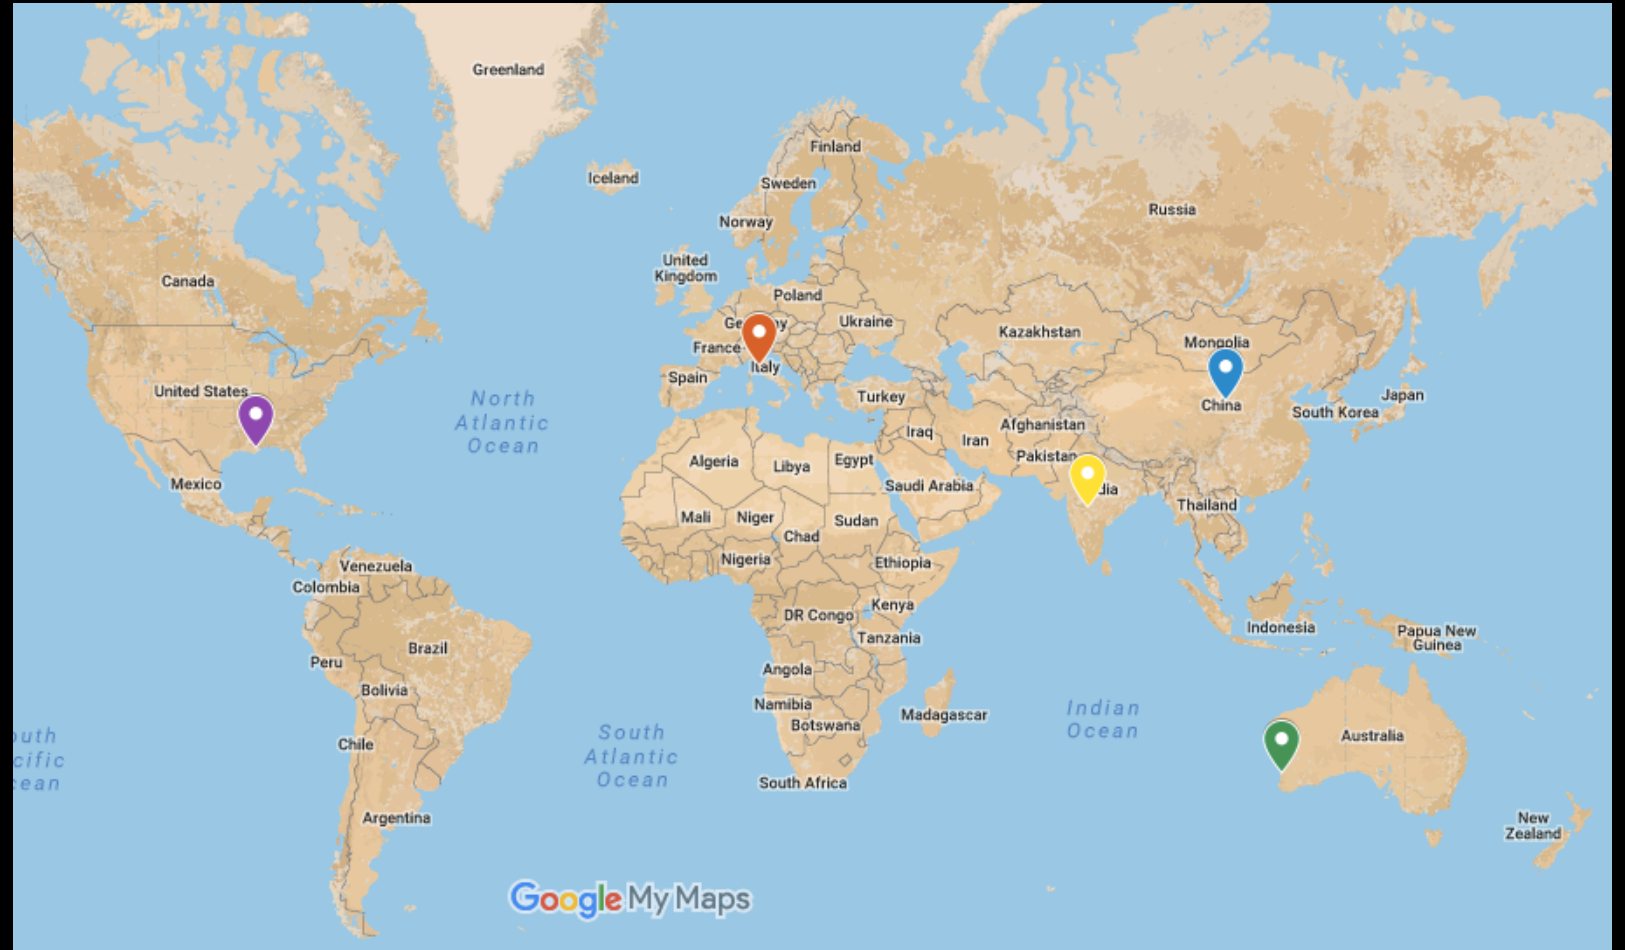 Greenland
Finland
Iceland
Sweden
Russia
Norway
United
Kingdom
Canada
Poland
Ukraine
Kazakhstan
Mongolia
France
Italy
Spain
United States
North
Atlantic
Ocean
Turkey
Japan
China
South Korea
Afghanistan
Iraq
Iran
Pakistan
Algeria
Libya
Egypt
Mexico
Saudi Arabia
Thailand
Mali
Niger
Sudan
Chad
Nigeria
Ethiopia
Venezuela
Colombia
Kenya
DR Congo
Indonesia
Tanzania
Papua New
Guinea
Brazil
Peru
Angola
Bolivia
Namibia
Madagascar
Indian
Ocean
Botswana
South
Atlantic
Ocean
Chile
Australia
South Africa
Argentina
New
Zealand
Google My Maps